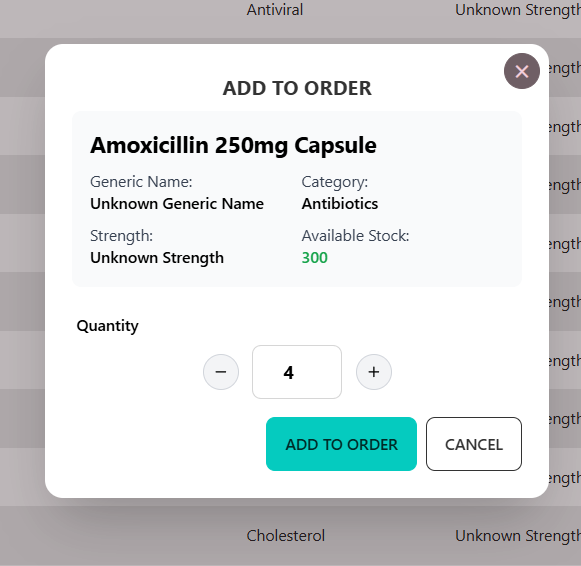 Antiviral Unknown Strength
ADD TO ORDER
Amoxicillin 250mg Capsule
Generic Name: Category:
Unknown Generic Name Antibiotics
Strength: Available Stock:
Unknown Strength 300
Quantity
− 4 +
ADD TO ORDER CANCEL
Cholesterol Unknown Strength